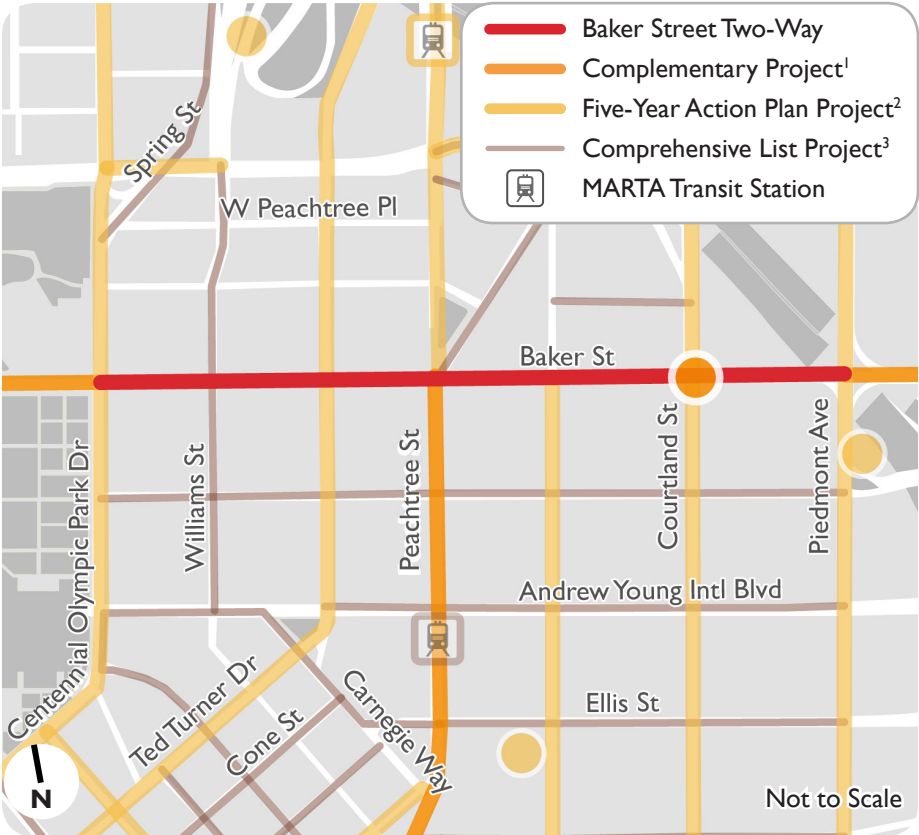 Baker Street Two-Way
Complementary Project¹
Five-Year Action Plan Project²
Comprehensive List Project³
MARTA Transit Station
Spring St
W Peachtree Pl
Baker St
Centennial Olympic Park Dr
Williams St
Peachtree St
Courtland St
Piedmont Ave
Andrew Young Intl Blvd
Ted Turner Dr
Cone St
Carnegie Way
Ellis St
N
Not to Scale